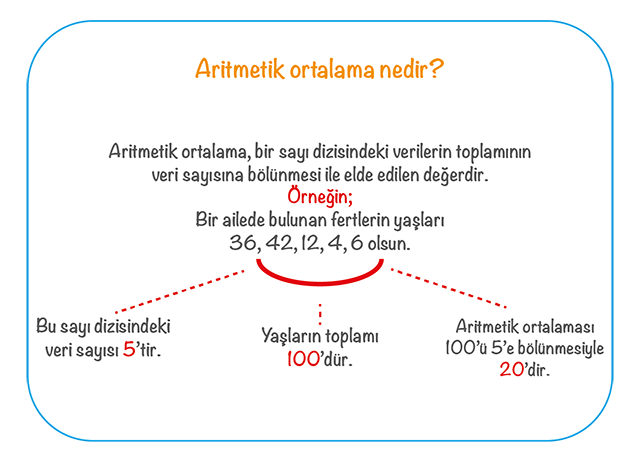 Aritmetik ortalama nedir?
Aritmetik ortalama, bir sayı dizisindeki verilerin toplamının
veri sayısına bölünmesi ile elde edilen değerdir.
Örneğin;
Bir ailede bulunan fertlerin yaşları
36, 42, 12, 4, 6 olsun.
Bu sayı dizisindeki
veri sayısı 5'tir.
Yaşların toplamı
100'dür.
Aritmetik ortalaması
100'ü 5'e bölünmesiyle
20'dir.